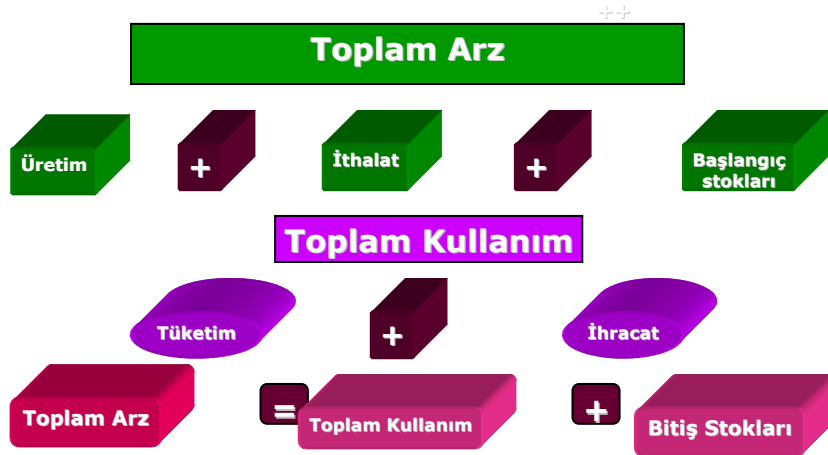 ++
Toplam Arz
Üretim + İthalat + Başlangıç
stokları
Toplam Kullanım
Tüketim + İhracat
Toplam Arz = Toplam Kullanım + Bitiş Stokları